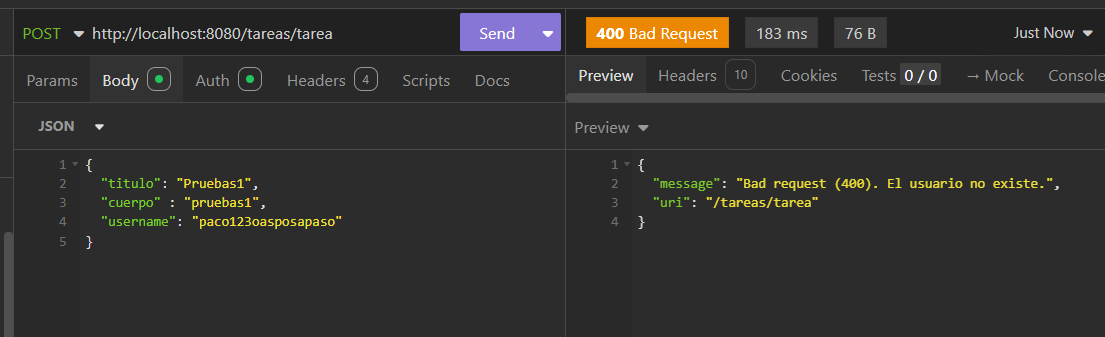 POST http://localhost:8080/tareas/tarea Send
400 Bad Request 183 ms 76 B Just Now
Params Body Auth Headers 4 Scripts Docs
Preview Headers 10 Cookies Tests 0 / 0 → Mock Console
JSON
Preview
1 {
2 "titulo": "Pruebas1",
3 "cuerpo" : "pruebas1",
4 "username": "paco123oasposapaso"
5 }
1 {
2 "message": "Bad request (400). El usuario no existe.",
3 "uri": "/tareas/tarea"
4 }